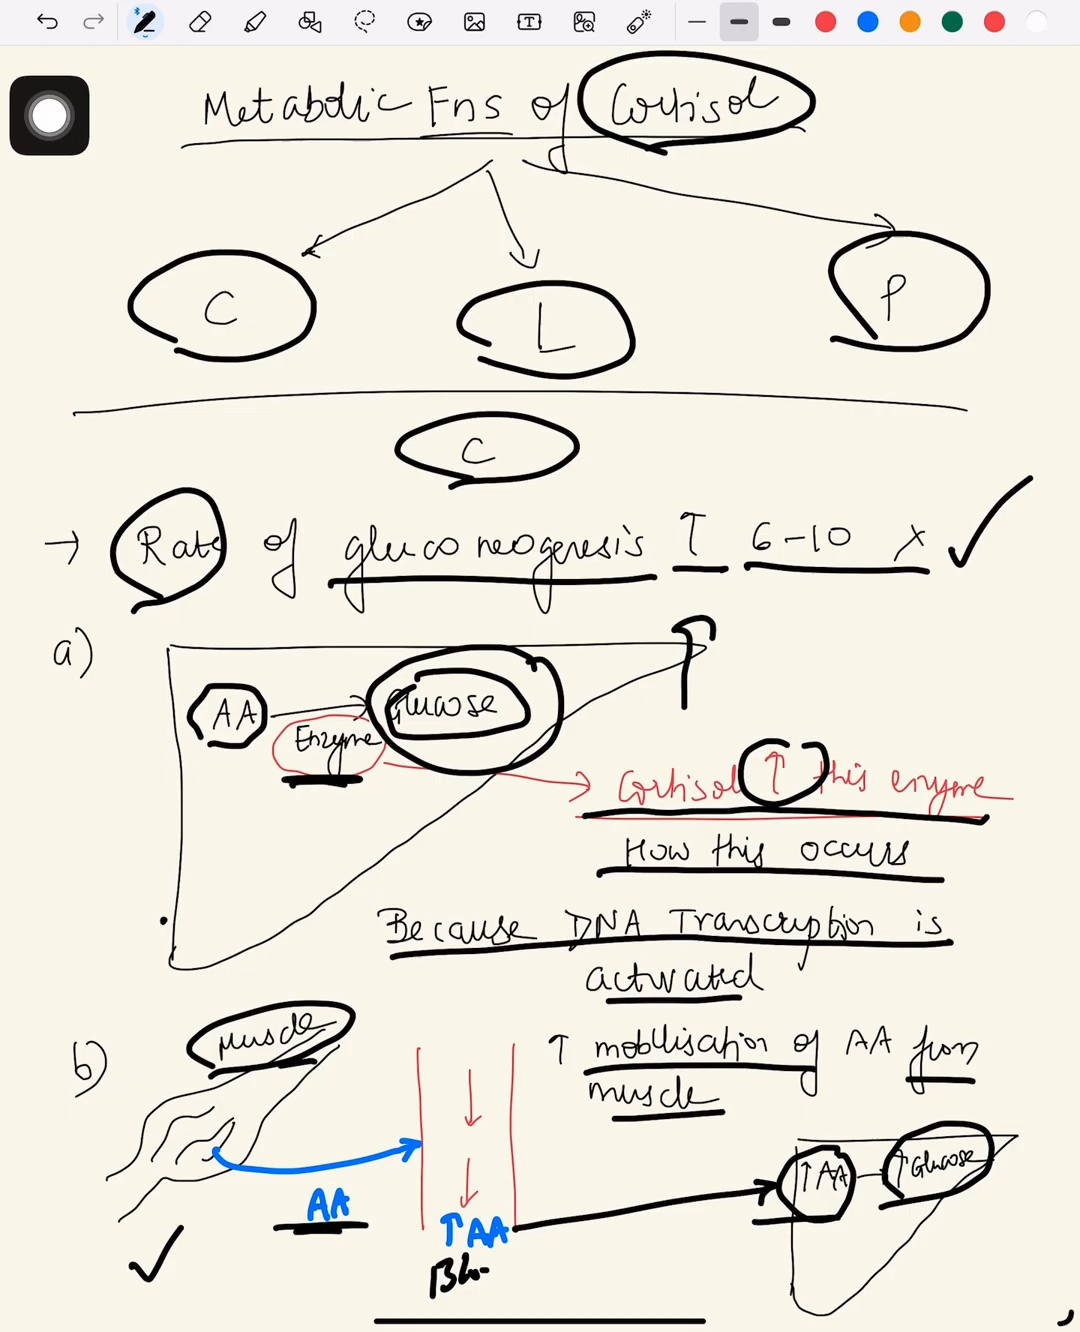 Metabolic Fns of Cortisol
C
L
P
C
→ Rate of gluconeogenesis ↑ 6-10 x
a)
AA → Glucose
Enzyme
→ Cortisol ↑ this enzyme
How this occurs
Because DNA Transcription is
activated
b)
Muscle
↑ mobilisation of AA from
muscle
↑AA
↑Glucose
AA
↑AA
Blo